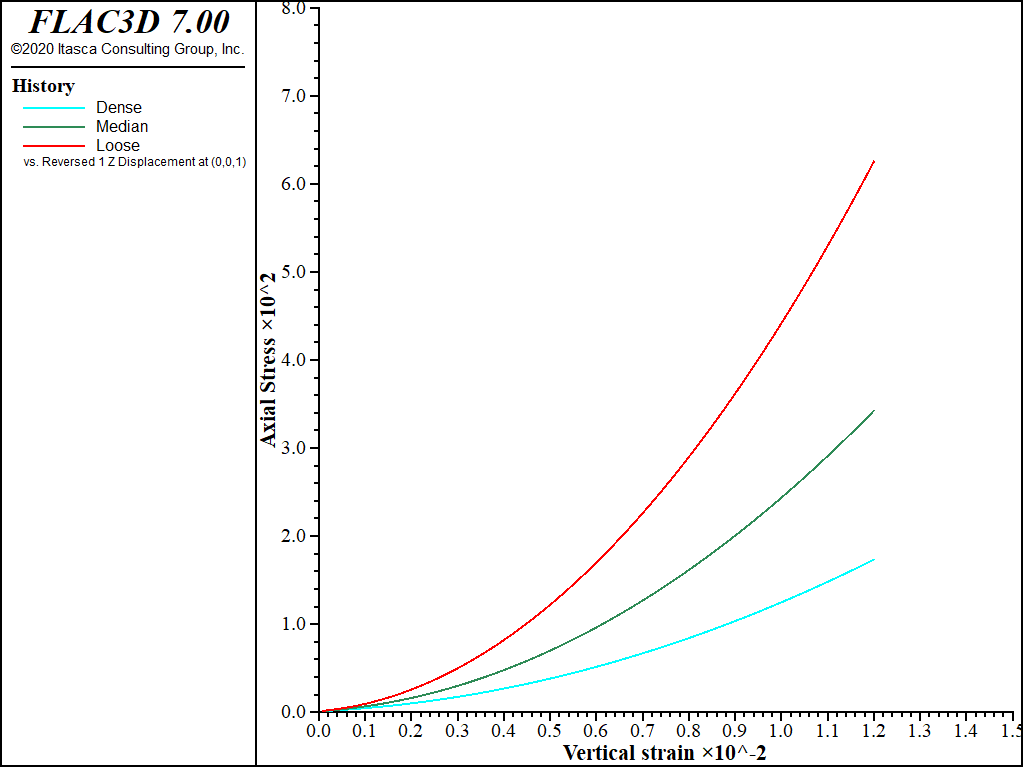 FLAC3D 7.00
©2020 Itasca Consulting Group, Inc.
History
Dense
Median
Loose
vs. Reversed 1 Z Displacement at (0,0,1)
8.0
7.0
6.0
5.0
4.0
3.0
2.0
1.0
0.0
Axial Stress ×10^2
0.0 0.1 0.2 0.3 0.4 0.5 0.6 0.7 0.8 0.9 1.0 1.1 1.2 1.3 1.4 1.5
Vertical strain ×10^-2